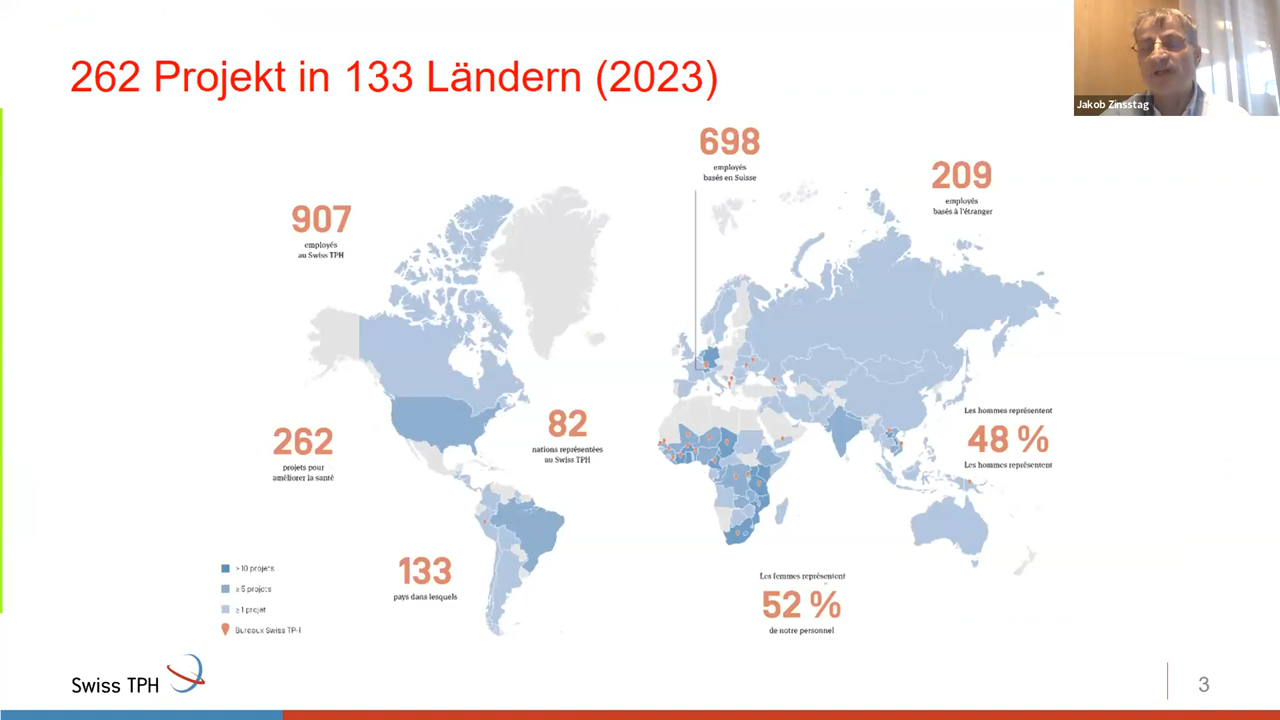 262 Projekt in 133 Ländern (2023)
Jakob Zinsstag
698
employés
basés en Suisse
209
employés
basés à l'étranger
907
employés
au Swiss TPH
Les hommes représentent
48 %
Les hommes représentent
82
nations représentées
au Swiss TPH
262
projets pour
améliorer la santé
133
pays dans lesquels
Les femmes représentent
52 %
de notre personnel
> 10 projets
≥ 5 projets
≥ 1 projet
Bureaux Swiss TPH
Swiss TPH
3